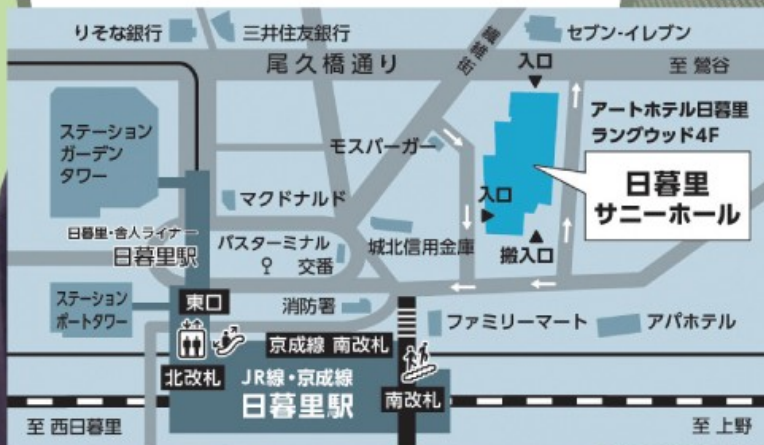 りそな銀行
三井住友銀行
セブン-イレブン
尾久橋通り
繊維街
入口
至 鶯谷
ステーション
ガーデン
タワー
モスバーガー
アートホテル日暮里
ラングウッド4F
日暮里
サニーホール
マクドナルド
入口
日暮里・舎人ライナー
日暮里駅
バスターミナル
交番
城北信用金庫
搬入口
ステーション
ポートタワー
東口
消防署
ファミリーマート
アパホテル
京成線 南改札
北改札
JR線・京成線
日暮里駅
南改札
至 西日暮里
至 上野